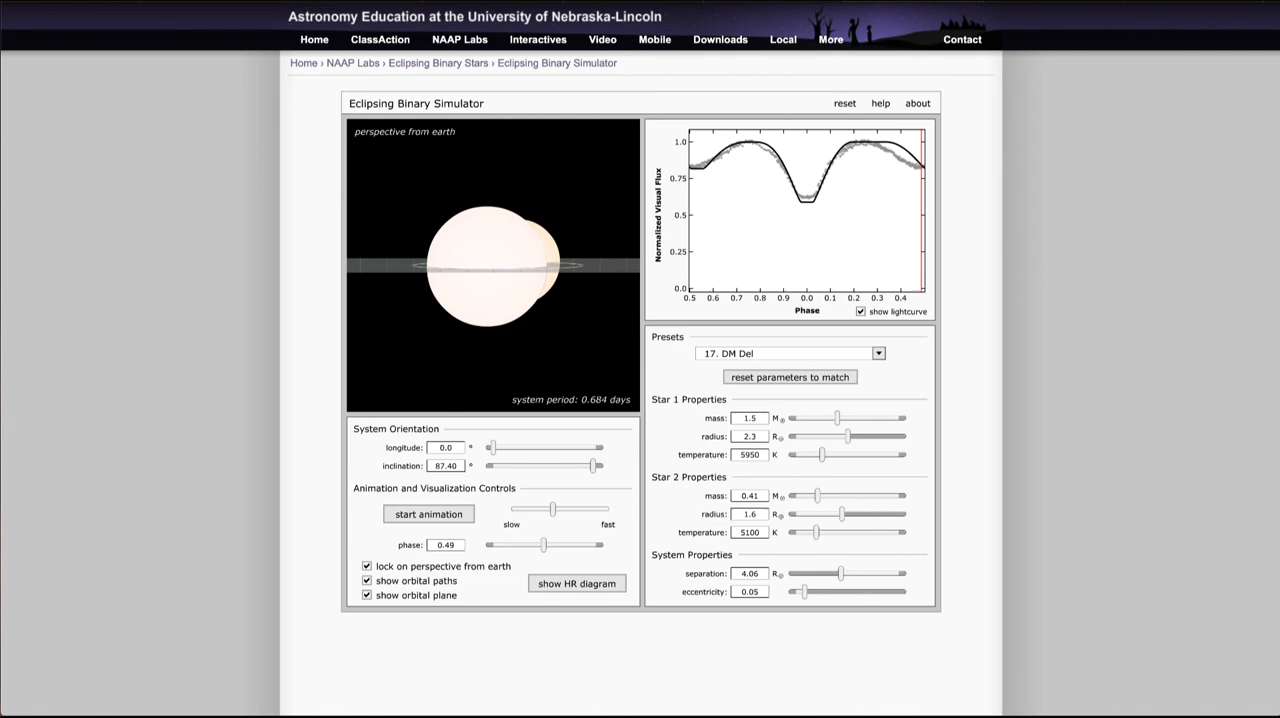 Astronomy Education at the University of Nebraska-Lincoln
Home ClassAction NAAP Labs Interactives Video Mobile Downloads Local More Contact
Home › NAAP Labs › Eclipsing Binary Stars › Eclipsing Binary Simulator
Eclipsing Binary Simulator reset help about
perspective from earth
system period: 0.684 days
System Orientation
longitude: 0.0 °
inclination: 87.40 °
Animation and Visualization Controls
start animation
slow fast
phase: 0.49
lock on perspective from earth
show orbital paths
show orbital plane
show HR diagram
Normalized Visual Flux
1.0
0.75
0.5
0.25
0.0
0.5 0.6 0.7 0.8 0.9 0.0 0.1 0.2 0.3 0.4
Phase
show lightcurve
Presets
17. DM Del
reset parameters to match
Star 1 Properties
mass: 1.5 M⊙
radius: 2.3 R⊙
temperature: 5950 K
Star 2 Properties
mass: 0.41 M⊙
radius: 1.6 R⊙
temperature: 5100 K
System Properties
separation: 4.06 R⊙
eccentricity: 0.05